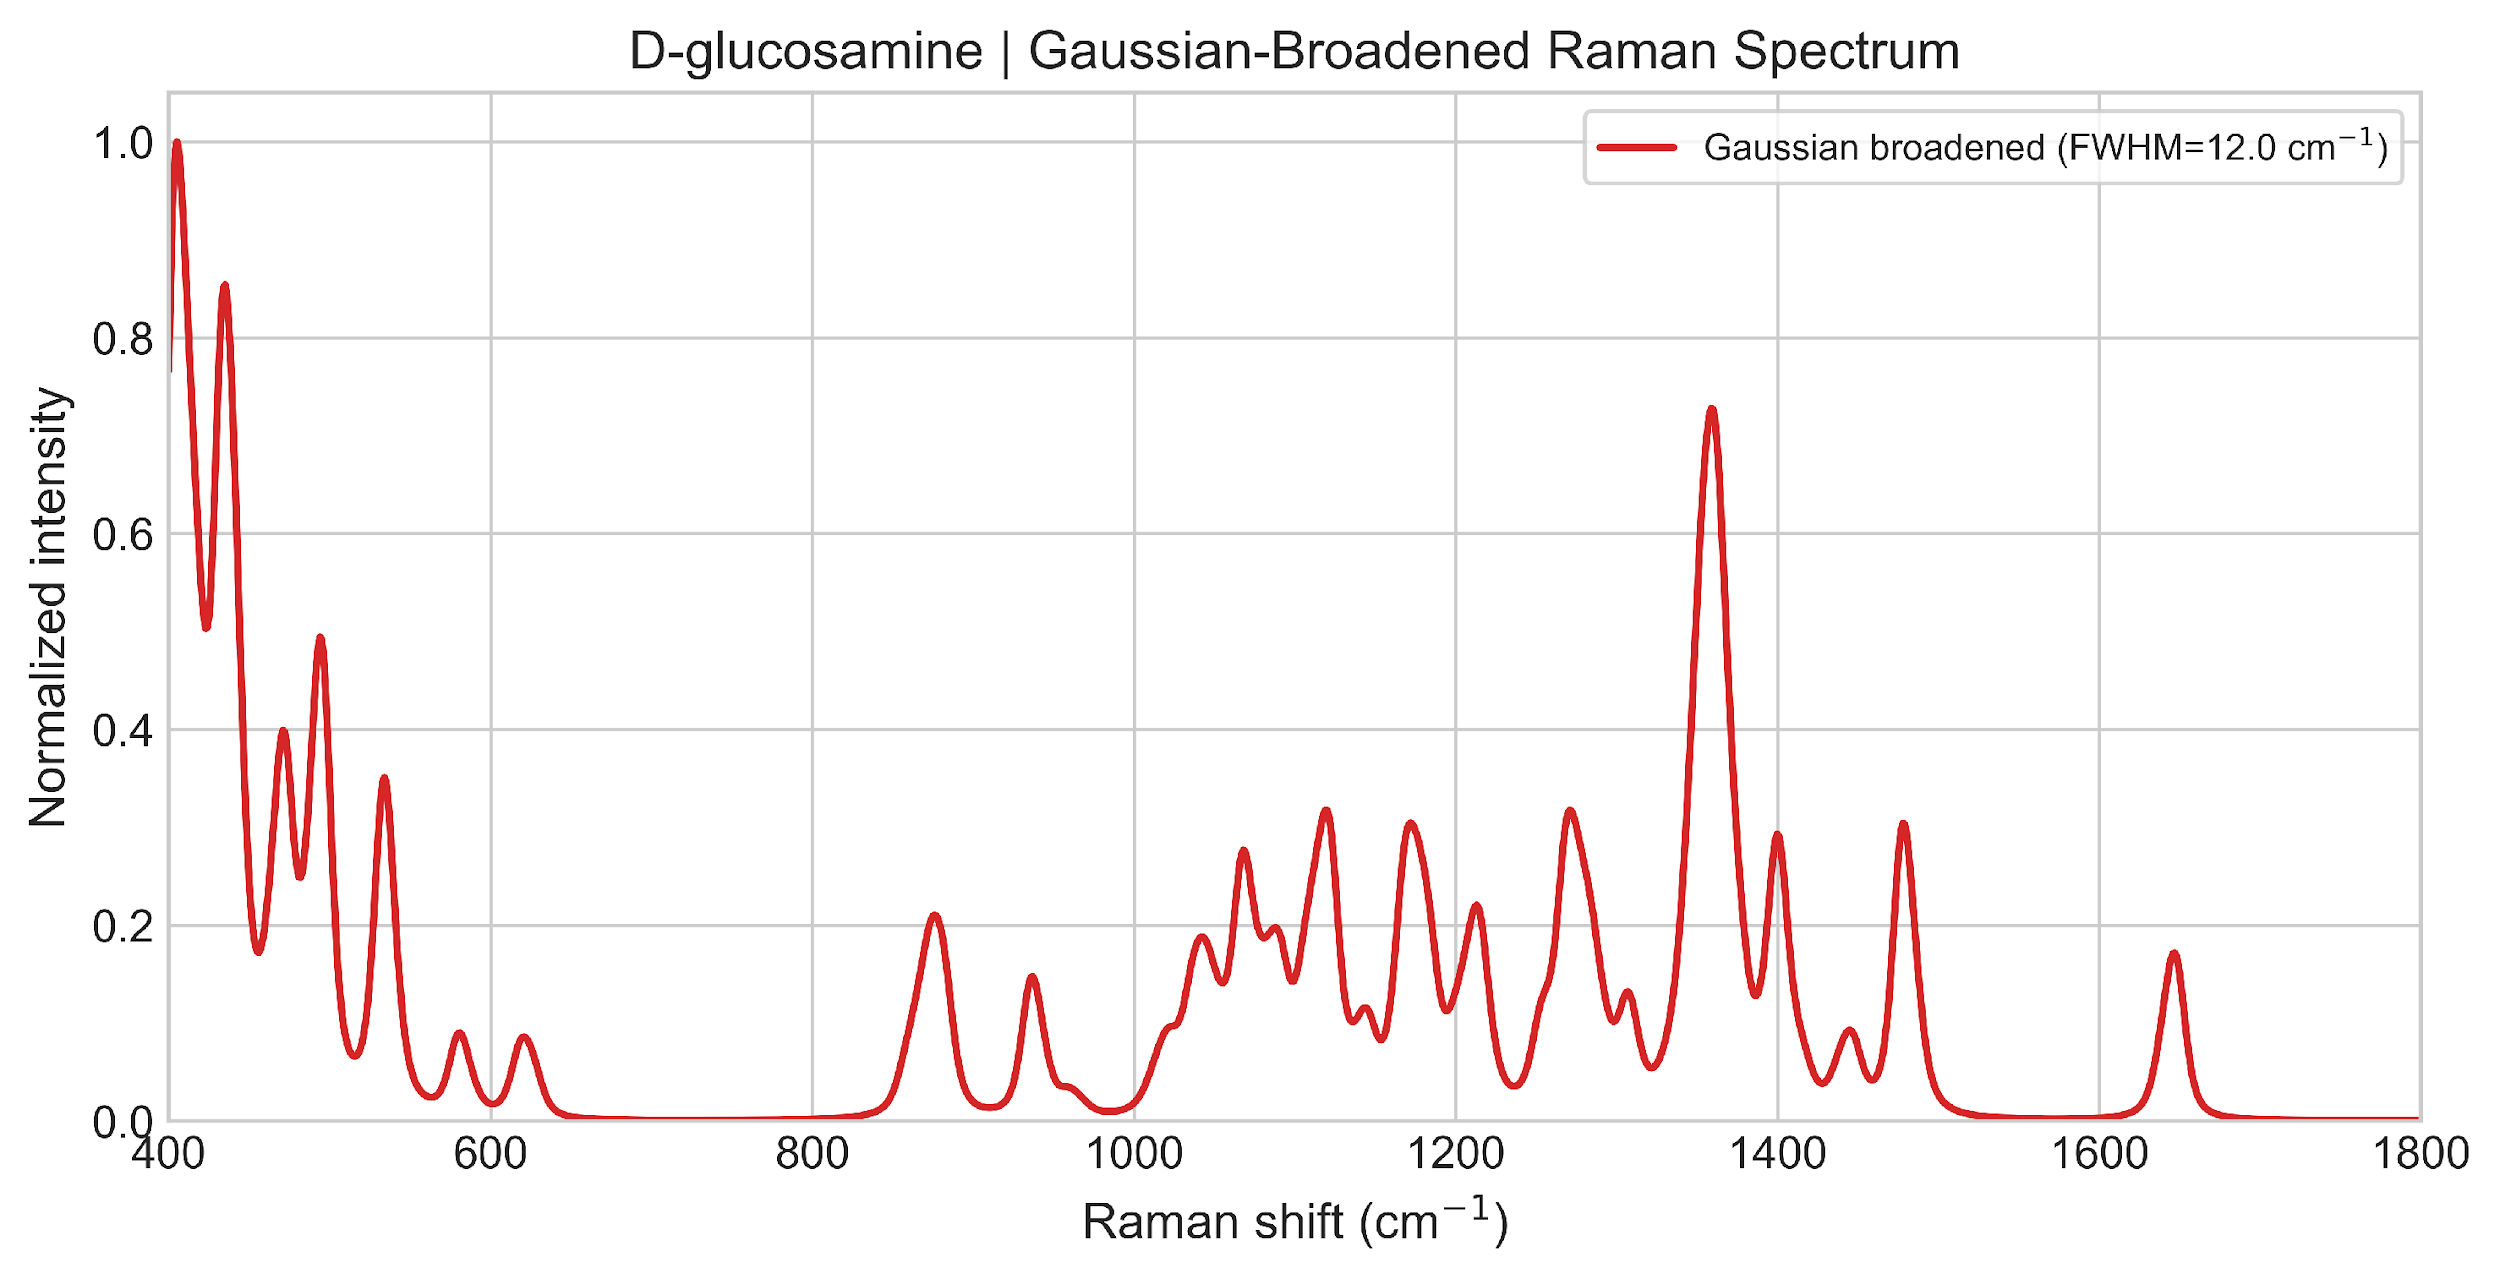 D-glucosamine | Gaussian-Broadened Raman Spectrum
Gaussian broadened (FWHM=12.0 cm⁻¹)
Normalized intensity
1.0
0.8
0.6
0.4
0.2
0.0
400 600 800 1000 1200 1400 1600 1800
Raman shift (cm⁻¹)